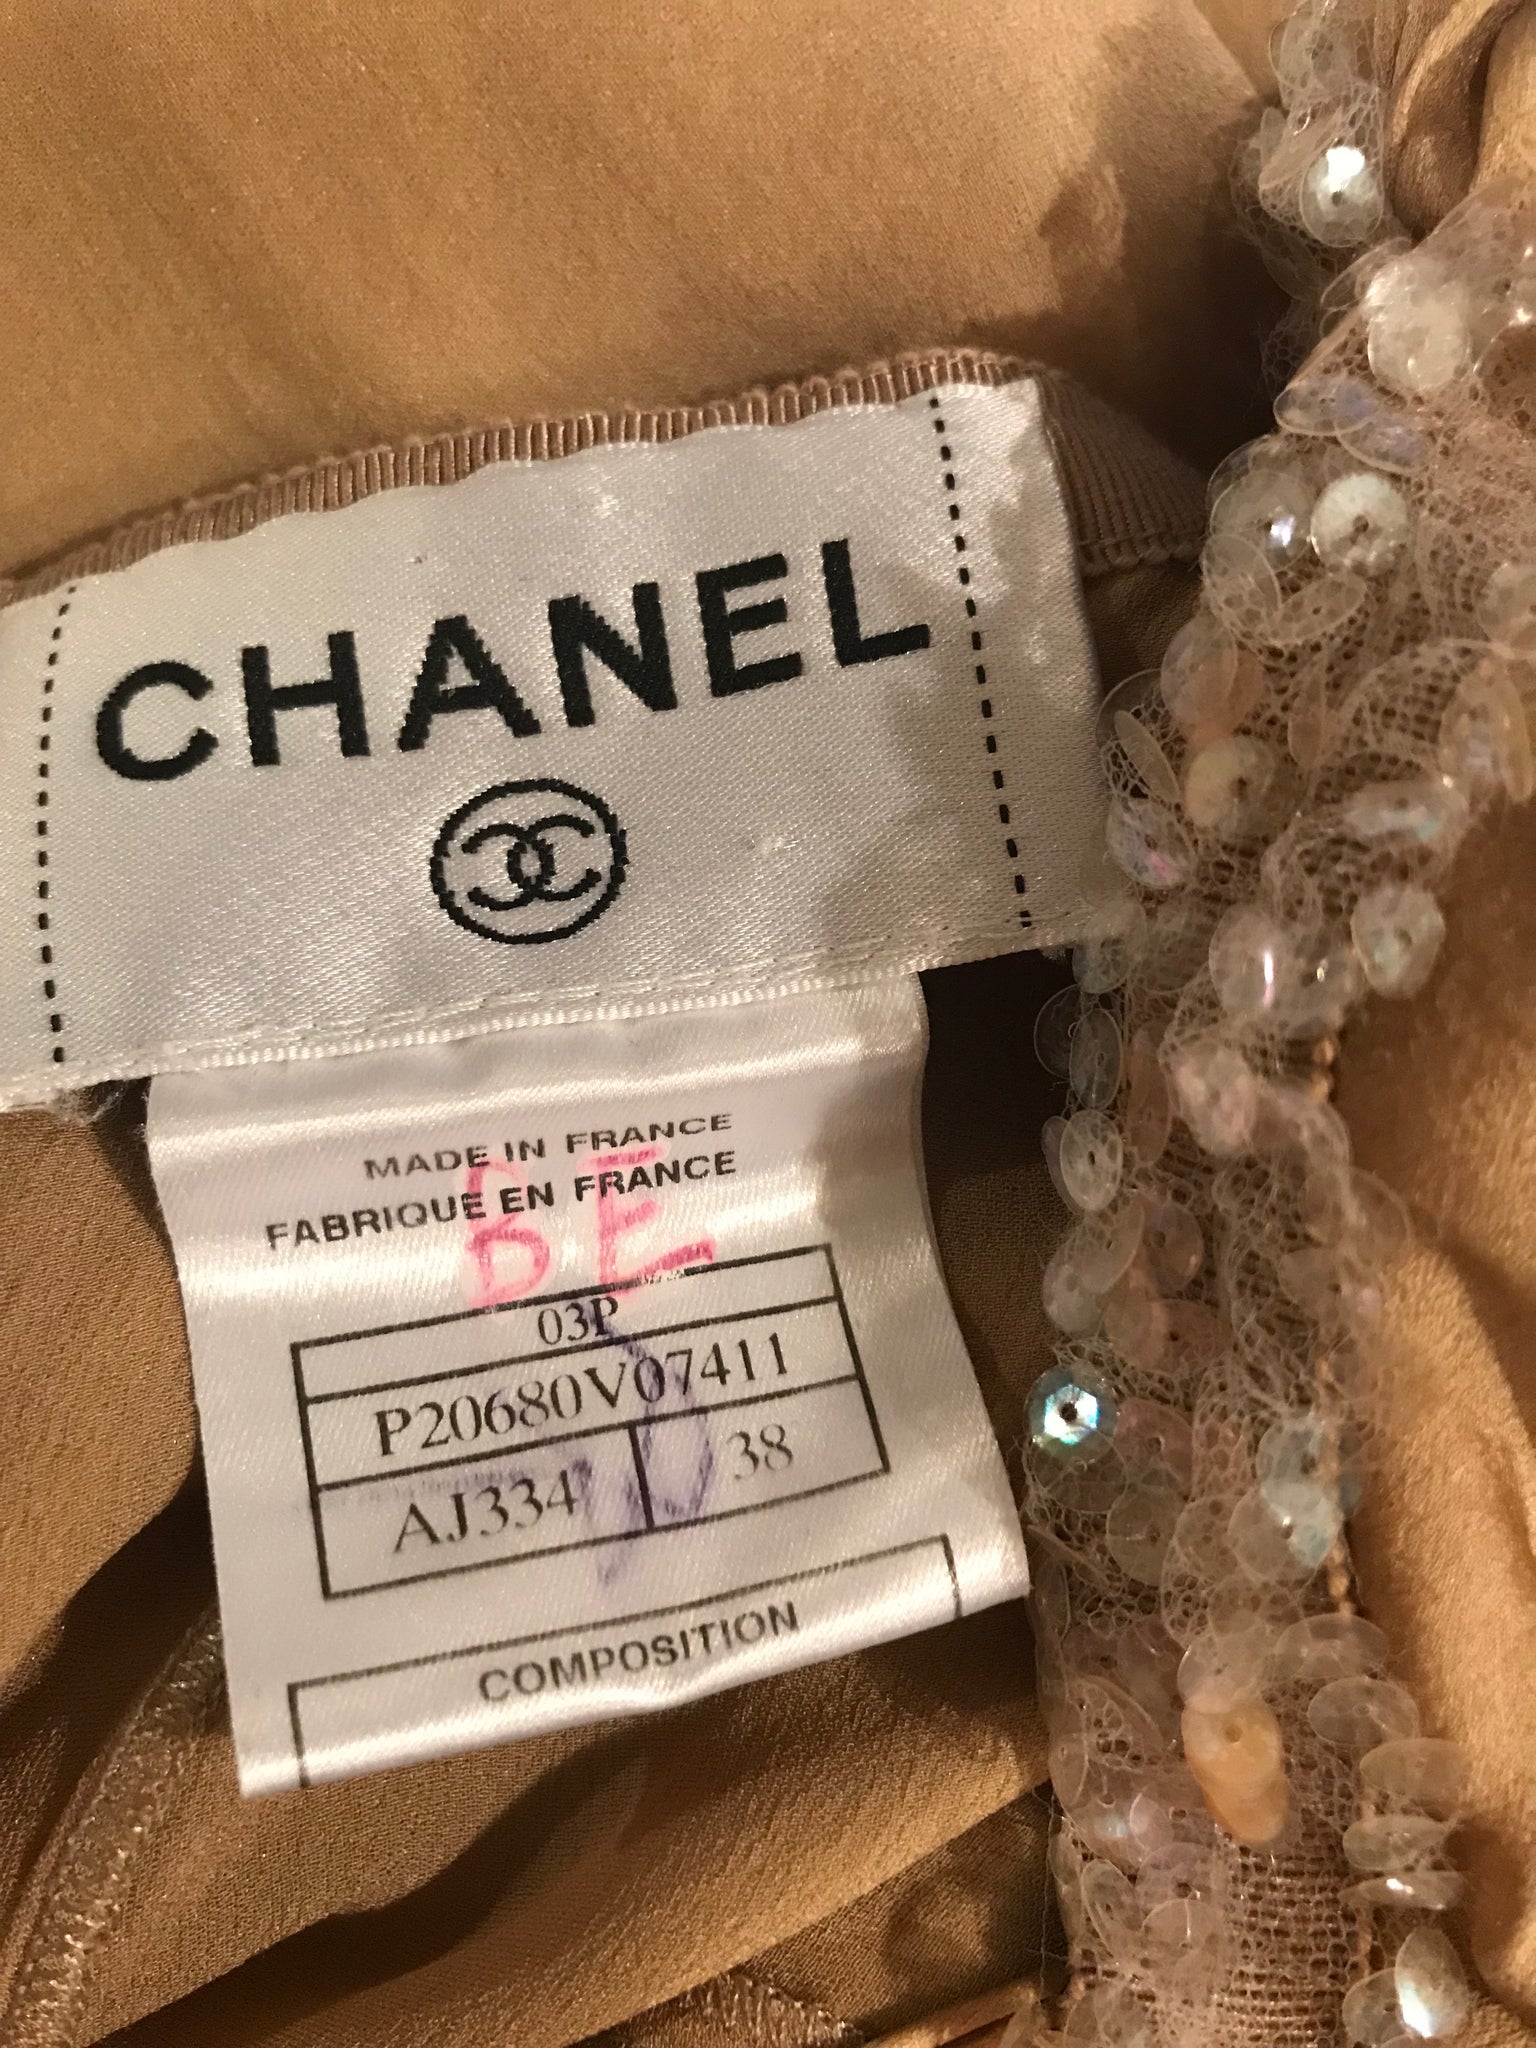 CHANEL
MADE IN FRANCE
FABRIQUE EN FRANCE
BE
03P
P20680V07411
AJ334 38
COMPOSITION